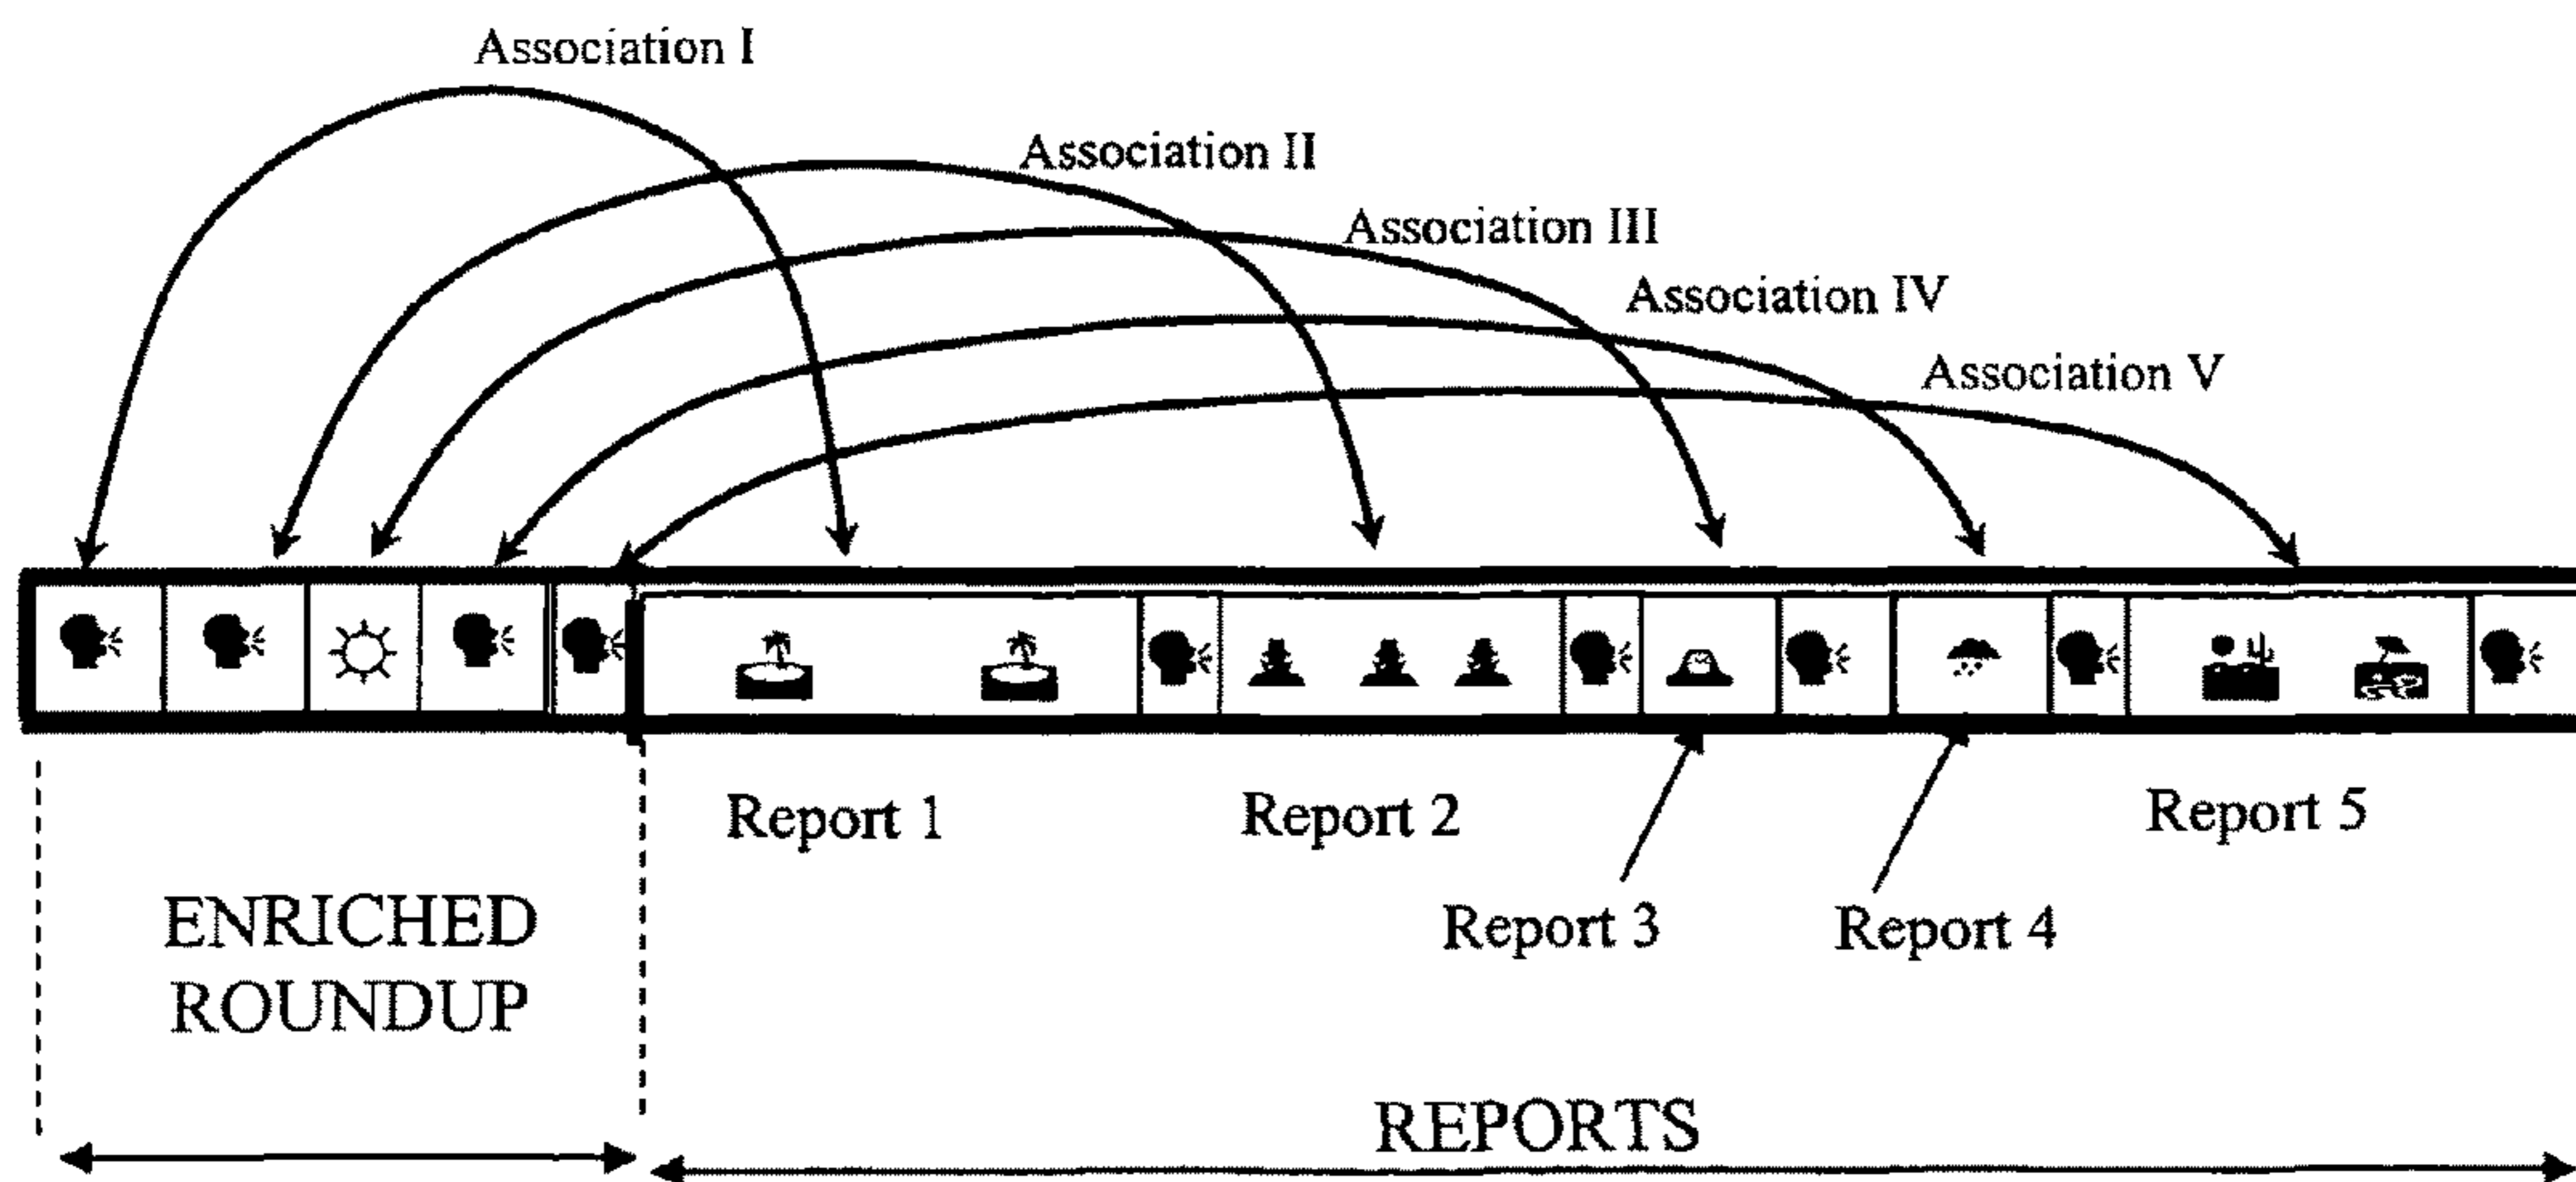 Association I
Association II
Association III
Association IV
Association V
Report 1
Report 2
Report 5
Report 3
Report 4
ENRICHED
ROUNDUP
REPORTS